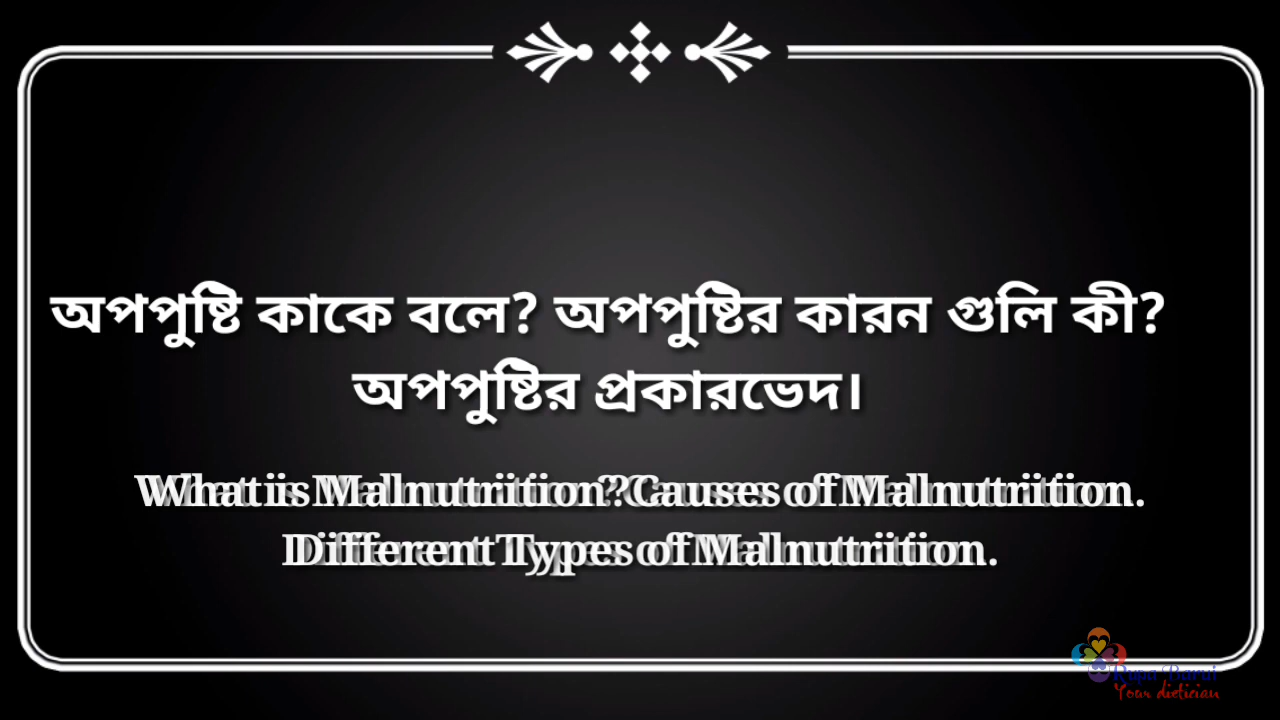 অপপুষ্টি কাকে বলে? অপপুষ্টির কারন গুলি কী?
অপপুষ্টির প্রকারভেদ।
What is Malnutrition? Causes of Malnutrition.
Different Types of Malnutrition.
Rupa Barui
Your dietician